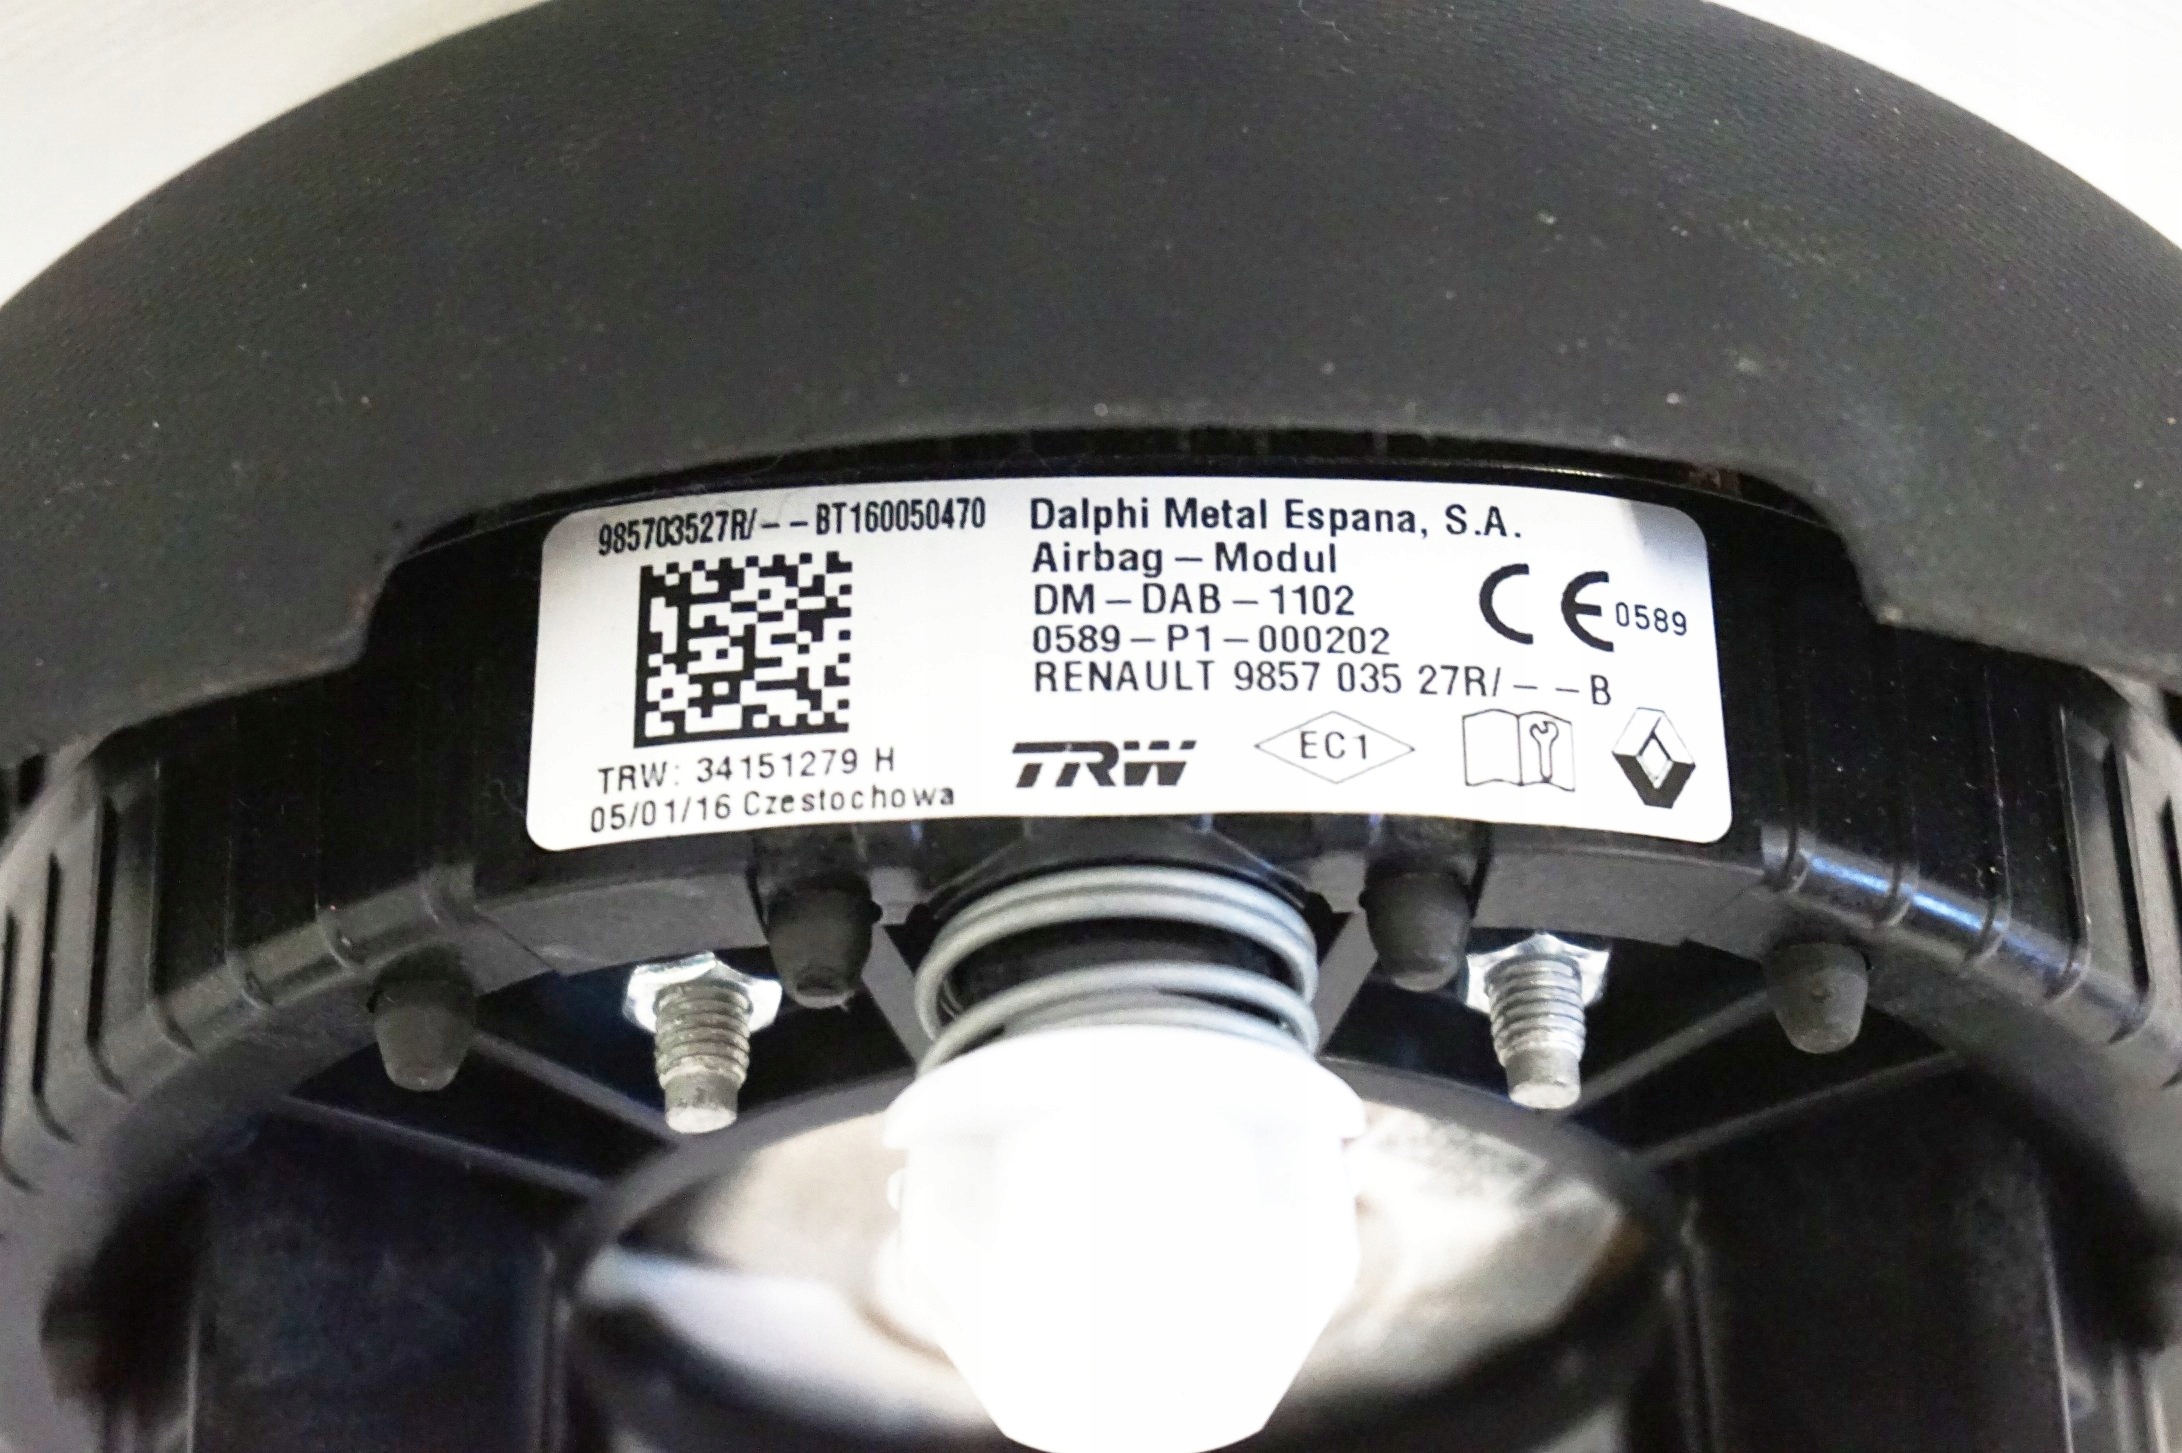 985703527R/– –BT160050470
TRW: 34151279 H
05/01/16 Czestochowa
Dalphi Metal Espana, S.A.
Airbag – Modul
DM – DAB – 1102
0589 – P1 – 000202
RENAULT 9857 035 27R/ – – B
CE 0589
TRW
EC1